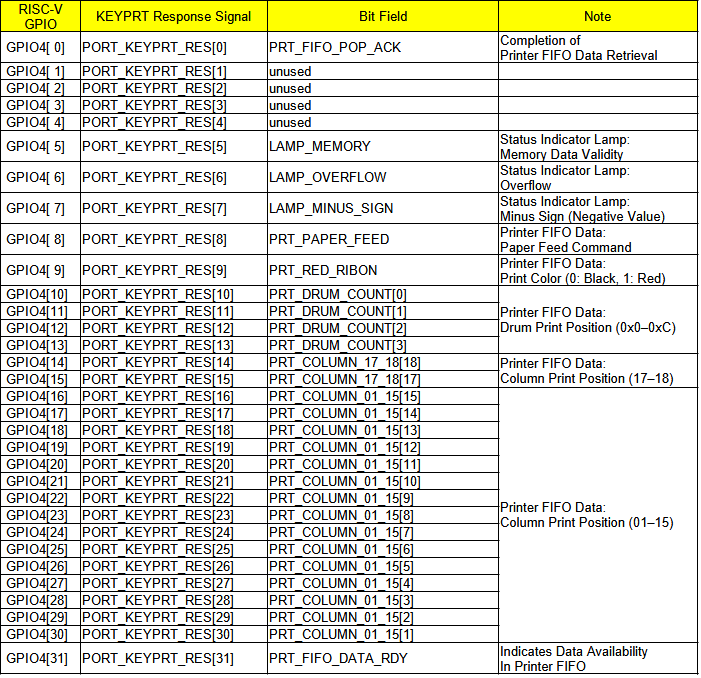 RISC-V GPIO KEYPRT Response Signal Bit Field Note
GPIO4[ 0] PORT_KEYPRT_RES[0] PRT_FIFO_POP_ACK Completion of
Printer FIFO Data Retrieval
GPIO4[ 1] PORT_KEYPRT_RES[1] unused
GPIO4[ 2] PORT_KEYPRT_RES[2] unused
GPIO4[ 3] PORT_KEYPRT_RES[3] unused
GPIO4[ 4] PORT_KEYPRT_RES[4] unused
GPIO4[ 5] PORT_KEYPRT_RES[5] LAMP_MEMORY Status Indicator Lamp:
Memory Data Validity
GPIO4[ 6] PORT_KEYPRT_RES[6] LAMP_OVERFLOW Status Indicator Lamp:
Overflow
GPIO4[ 7] PORT_KEYPRT_RES[7] LAMP_MINUS_SIGN Status Indicator Lamp:
Minus Sign (Negative Value)
GPIO4[ 8] PORT_KEYPRT_RES[8] PRT_PAPER_FEED Printer FIFO Data:
Paper Feed Command
GPIO4[ 9] PORT_KEYPRT_RES[9] PRT_RED_RIBON Printer FIFO Data:
Print Color (0: Black, 1: Red)
GPIO4[10] PORT_KEYPRT_RES[10] PRT_DRUM_COUNT[0]
GPIO4[11] PORT_KEYPRT_RES[11] PRT_DRUM_COUNT[1] Printer FIFO Data:
GPIO4[12] PORT_KEYPRT_RES[12] PRT_DRUM_COUNT[2] Drum Print Position (0x0–0xC)
GPIO4[13] PORT_KEYPRT_RES[13] PRT_DRUM_COUNT[3]
GPIO4[14] PORT_KEYPRT_RES[14] PRT_COLUMN_17_18[18] Printer FIFO Data:
GPIO4[15] PORT_KEYPRT_RES[15] PRT_COLUMN_17_18[17] Column Print Position (17–18)
GPIO4[16] PORT_KEYPRT_RES[16] PRT_COLUMN_01_15[15]
GPIO4[17] PORT_KEYPRT_RES[17] PRT_COLUMN_01_15[14]
GPIO4[18] PORT_KEYPRT_RES[18] PRT_COLUMN_01_15[13]
GPIO4[19] PORT_KEYPRT_RES[19] PRT_COLUMN_01_15[12]
GPIO4[20] PORT_KEYPRT_RES[20] PRT_COLUMN_01_15[11]
GPIO4[21] PORT_KEYPRT_RES[21] PRT_COLUMN_01_15[10]
GPIO4[22] PORT_KEYPRT_RES[22] PRT_COLUMN_01_15[9]
GPIO4[23] PORT_KEYPRT_RES[23] PRT_COLUMN_01_15[8] Printer FIFO Data:
GPIO4[24] PORT_KEYPRT_RES[24] PRT_COLUMN_01_15[7] Column Print Position (01–15)
GPIO4[25] PORT_KEYPRT_RES[25] PRT_COLUMN_01_15[6]
GPIO4[26] PORT_KEYPRT_RES[26] PRT_COLUMN_01_15[5]
GPIO4[27] PORT_KEYPRT_RES[27] PRT_COLUMN_01_15[4]
GPIO4[28] PORT_KEYPRT_RES[28] PRT_COLUMN_01_15[3]
GPIO4[29] PORT_KEYPRT_RES[29] PRT_COLUMN_01_15[2]
GPIO4[30] PORT_KEYPRT_RES[30] PRT_COLUMN_01_15[1]
GPIO4[31] PORT_KEYPRT_RES[31] PRT_FIFO_DATA_RDY Indicates Data Availability
In Printer FIFO